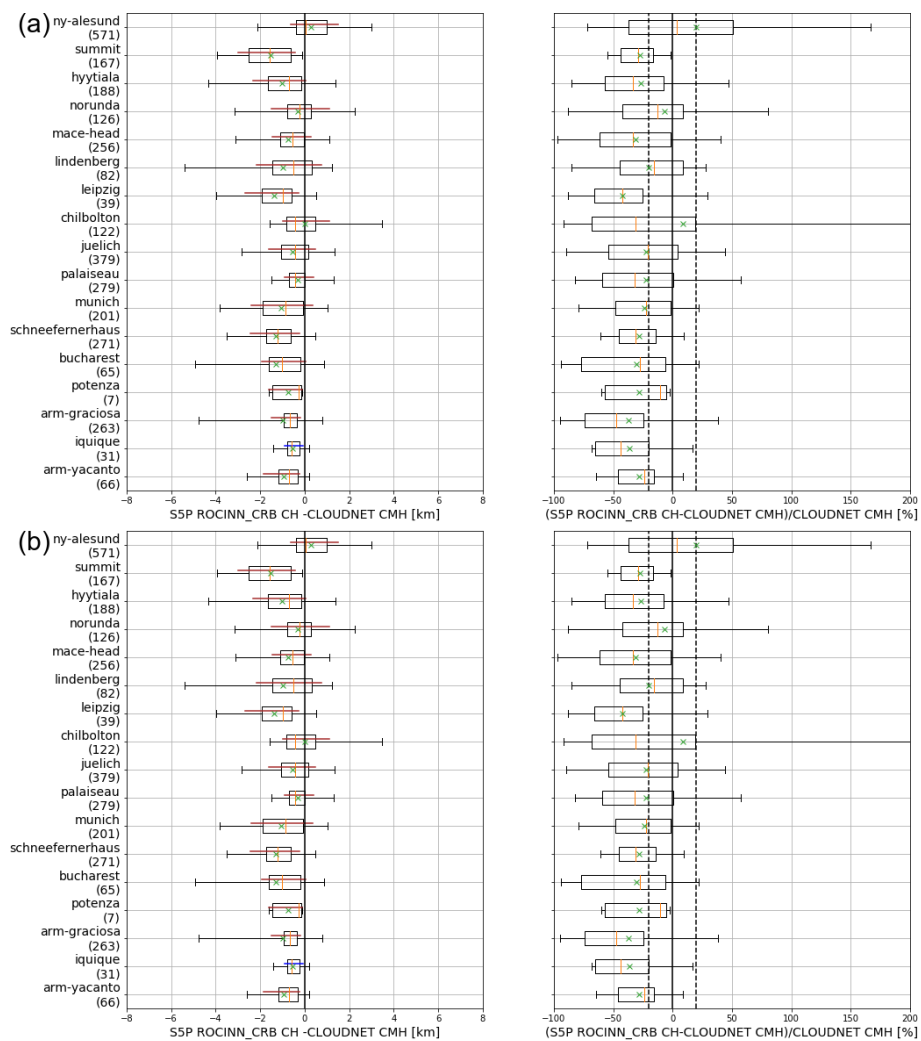 (a)
ny-alesund
(571)
summit
(167)
hyytiala
(188)
norunda
(126)
mace-head
(256)
lindenberg
(82)
leipzig
(39)
chilbolton
(122)
juelich
(379)
palaiseau
(279)
munich
(201)
schneefernerhaus
(271)
bucharest
(65)
potenza
(7)
arm-graciosa
(263)
iquique
(31)
arm-yacanto
(66)
−8 −6 −4 −2 0 2 4 6 8
S5P ROCINN_CRB CH -CLOUDNET CMH [km]
−100 −50 0 50 100 150 200
(S5P ROCINN_CRB CH-CLOUDNET CMH)/CLOUDNET CMH [%]
(b)
ny-alesund
(571)
summit
(167)
hyytiala
(188)
norunda
(126)
mace-head
(256)
lindenberg
(82)
leipzig
(39)
chilbolton
(122)
juelich
(379)
palaiseau
(279)
munich
(201)
schneefernerhaus
(271)
bucharest
(65)
potenza
(7)
arm-graciosa
(263)
iquique
(31)
arm-yacanto
(66)
−8 −6 −4 −2 0 2 4 6 8
S5P ROCINN_CRB CH -CLOUDNET CMH [km]
−100 −50 0 50 100 150 200
(S5P ROCINN_CRB CH-CLOUDNET CMH)/CLOUDNET CMH [%]